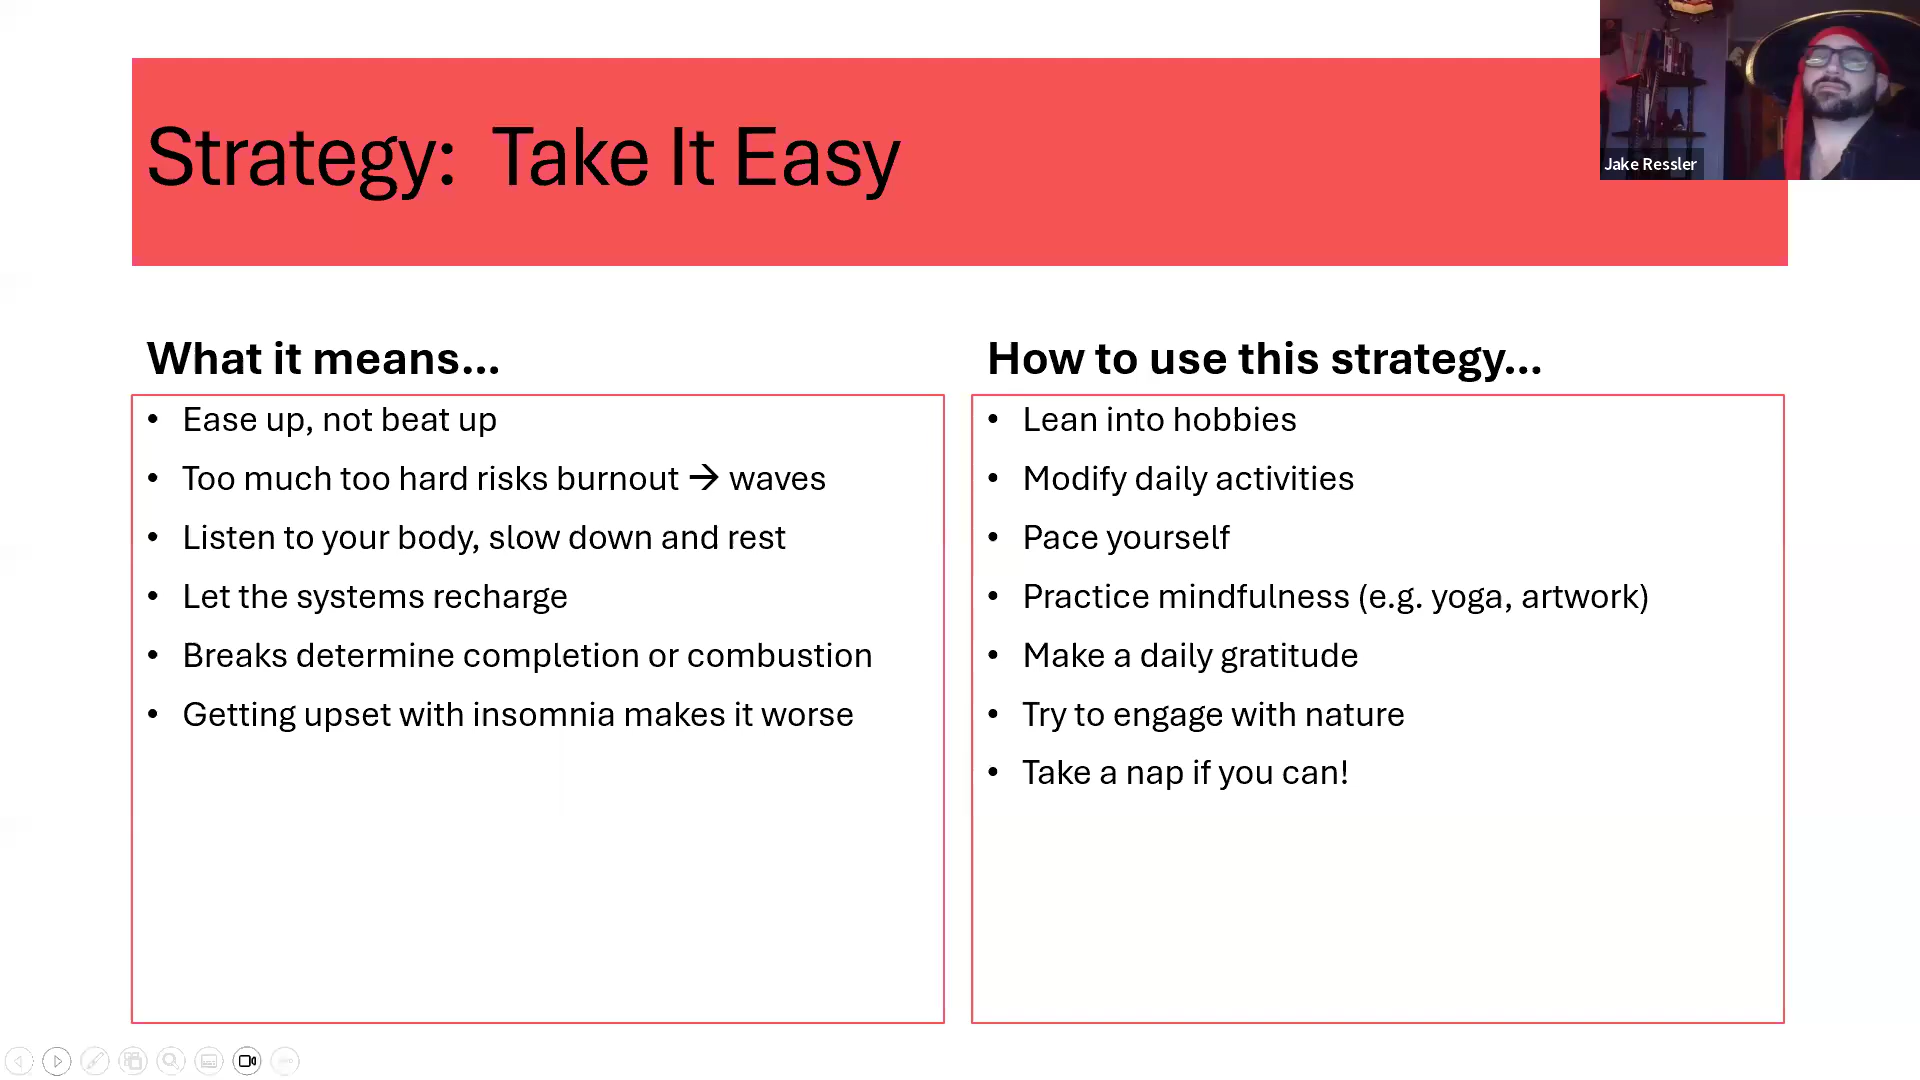 Strategy:  Take It Easy
Jake Ressler
What it means...
• Ease up, not beat up
• Too much too hard risks burnout → waves
• Listen to your body, slow down and rest
• Let the systems recharge
• Breaks determine completion or combustion
• Getting upset with insomnia makes it worse
How to use this strategy...
• Lean into hobbies
• Modify daily activities
• Pace yourself
• Practice mindfulness (e.g. yoga, artwork)
• Make a daily gratitude
• Try to engage with nature
• Take a nap if you can!